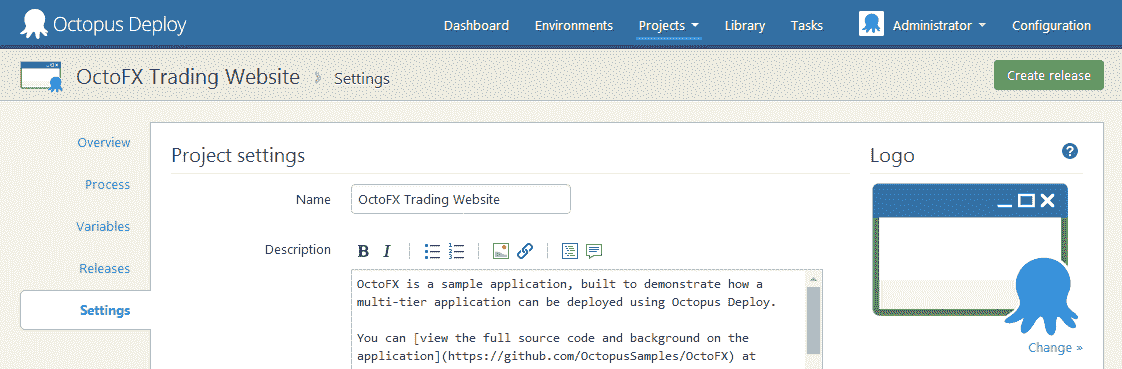 Octopus Deploy
Dashboard Environments Projects Library Tasks Administrator Configuration
OctoFX Trading Website » Settings
Create release
Overview
Process
Variables
Releases
Settings
Project settings
Name OctoFX Trading Website
Description B I
OctoFX is a sample application, built to demonstrate how a
multi-tier application can be deployed using Octopus Deploy.
You can [view the full source code and background on the
application](https://github.com/OctopusSamples/OctoFX) at
Logo ?
Change »